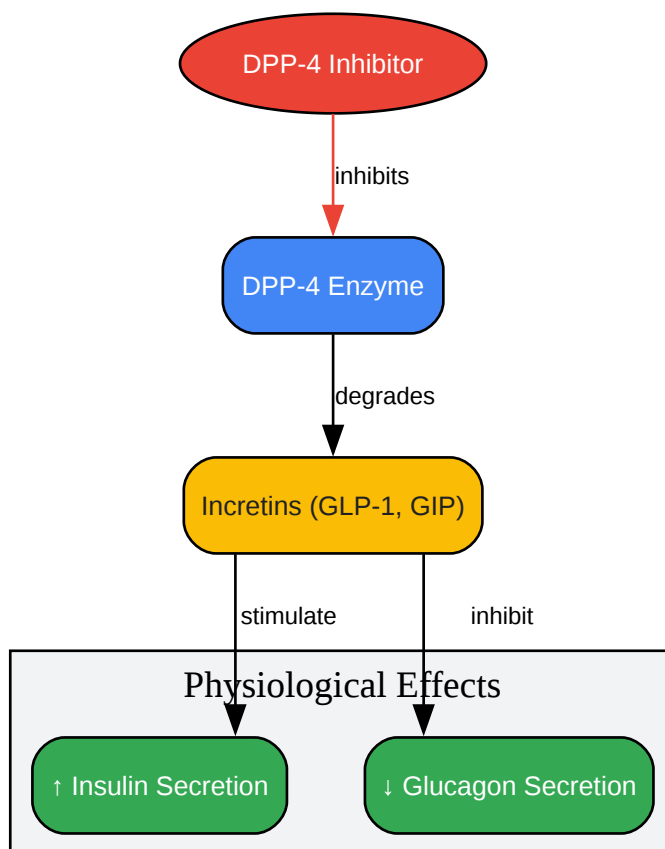 DPP-4 Inhibitor
inhibits
DPP-4 Enzyme
degrades
Incretins (GLP-1, GIP)
stimulate
inhibit
Physiological Effects
↑ Insulin Secretion
↓ Glucagon Secretion